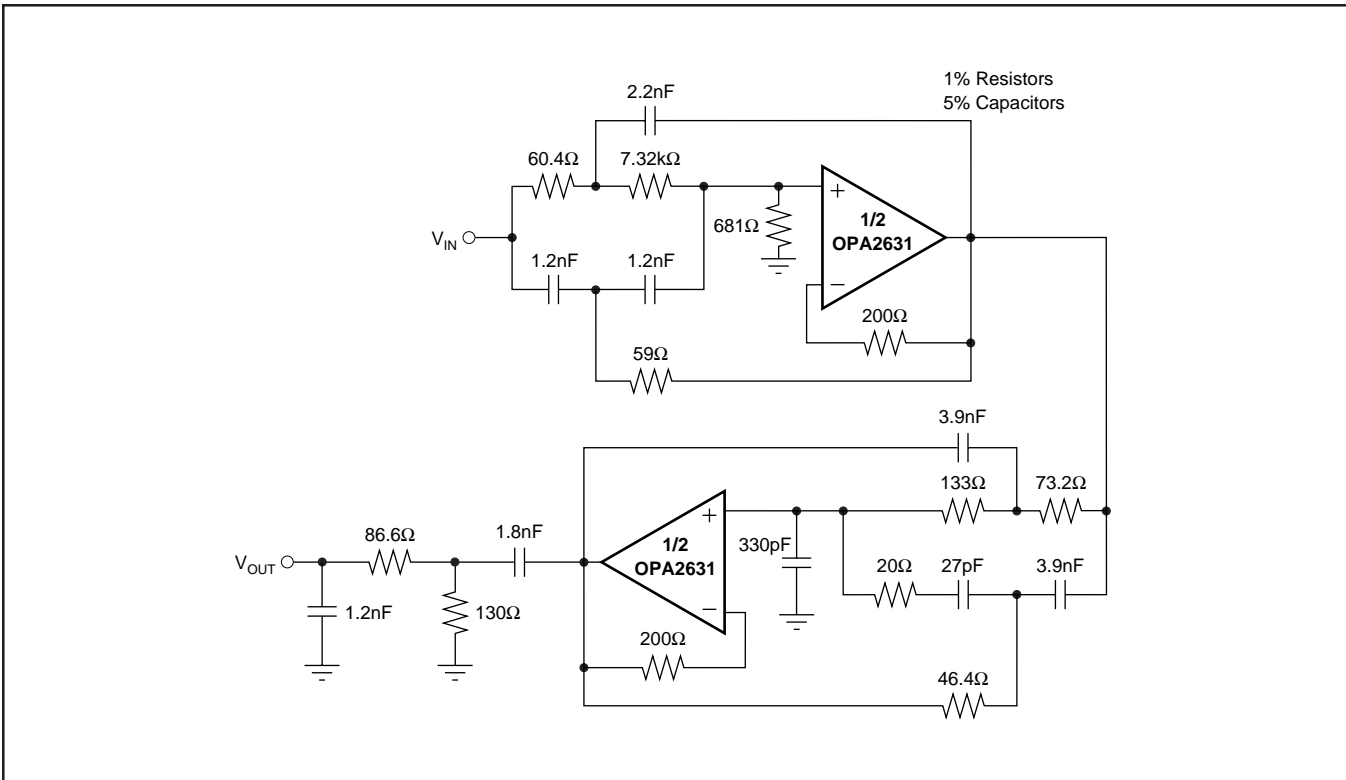 1% Resistors
5% Capacitors
2.2nF
60.4Ω
7.32kΩ
+
1/2
OPA2631
−
681Ω
VIN
1.2nF
1.2nF
200Ω
59Ω
3.9nF
133Ω
73.2Ω
+
1/2
OPA2631
−
1.8nF
86.6Ω
VOUT
330pF
20Ω
27pF
3.9nF
1.2nF
130Ω
200Ω
46.4Ω